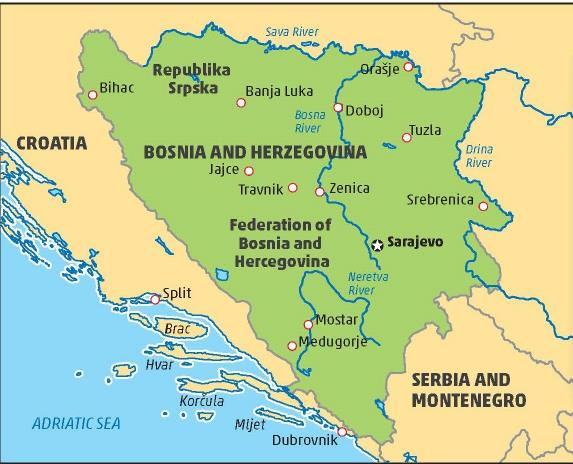 Sava River
Republika
Srpska
Orašje
Bihac
Banja Luka
Bosna
River
Doboj
Tuzla
CROATIA
BOSNIA AND HERZEGOVINA
Drina
River
Jajce
Travnik
Zenica
Srebrenica
Federation of
Bosnia and
Hercegovina
Sarajevo
Neretva
River
Split
Brac
Mostar
Medugorje
Hvar
SERBIA AND
MONTENEGRO
Korčula
ADRIATIC SEA
Mljet
Dubrovnik